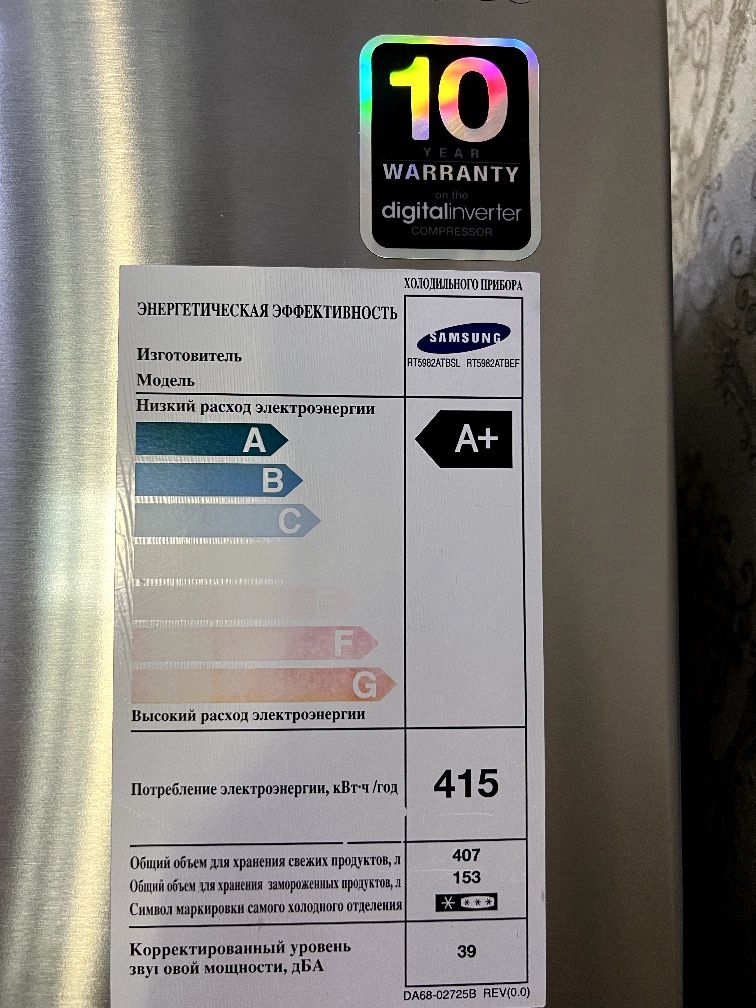 10
YEAR
WARRANTY
on the
digitalinverter
COMPRESSOR
ХОЛОДИЛЬНОГО ПРИБОРА
ЭНЕРГЕТИЧЕСКАЯ ЭФФЕКТИВНОСТЬ
SAMSUNG
Изготовитель
RT5982ATBSL RT5982ATBEF
Модель
Низкий расход электроэнергии
A
A+
B
C
E
F
G
Высокий расход электроэнергии
Потребление электроэнергии, кВт·ч /год 415
Общий объем для хранения свежих продуктов, л 407
Общий объем для хранения замороженных продуктов, л 153
Символ маркировки самого холодного отделения * ***
Корректированный уровень
звуковой мощности, дБА 39
DA68-02725B REV(0.0)